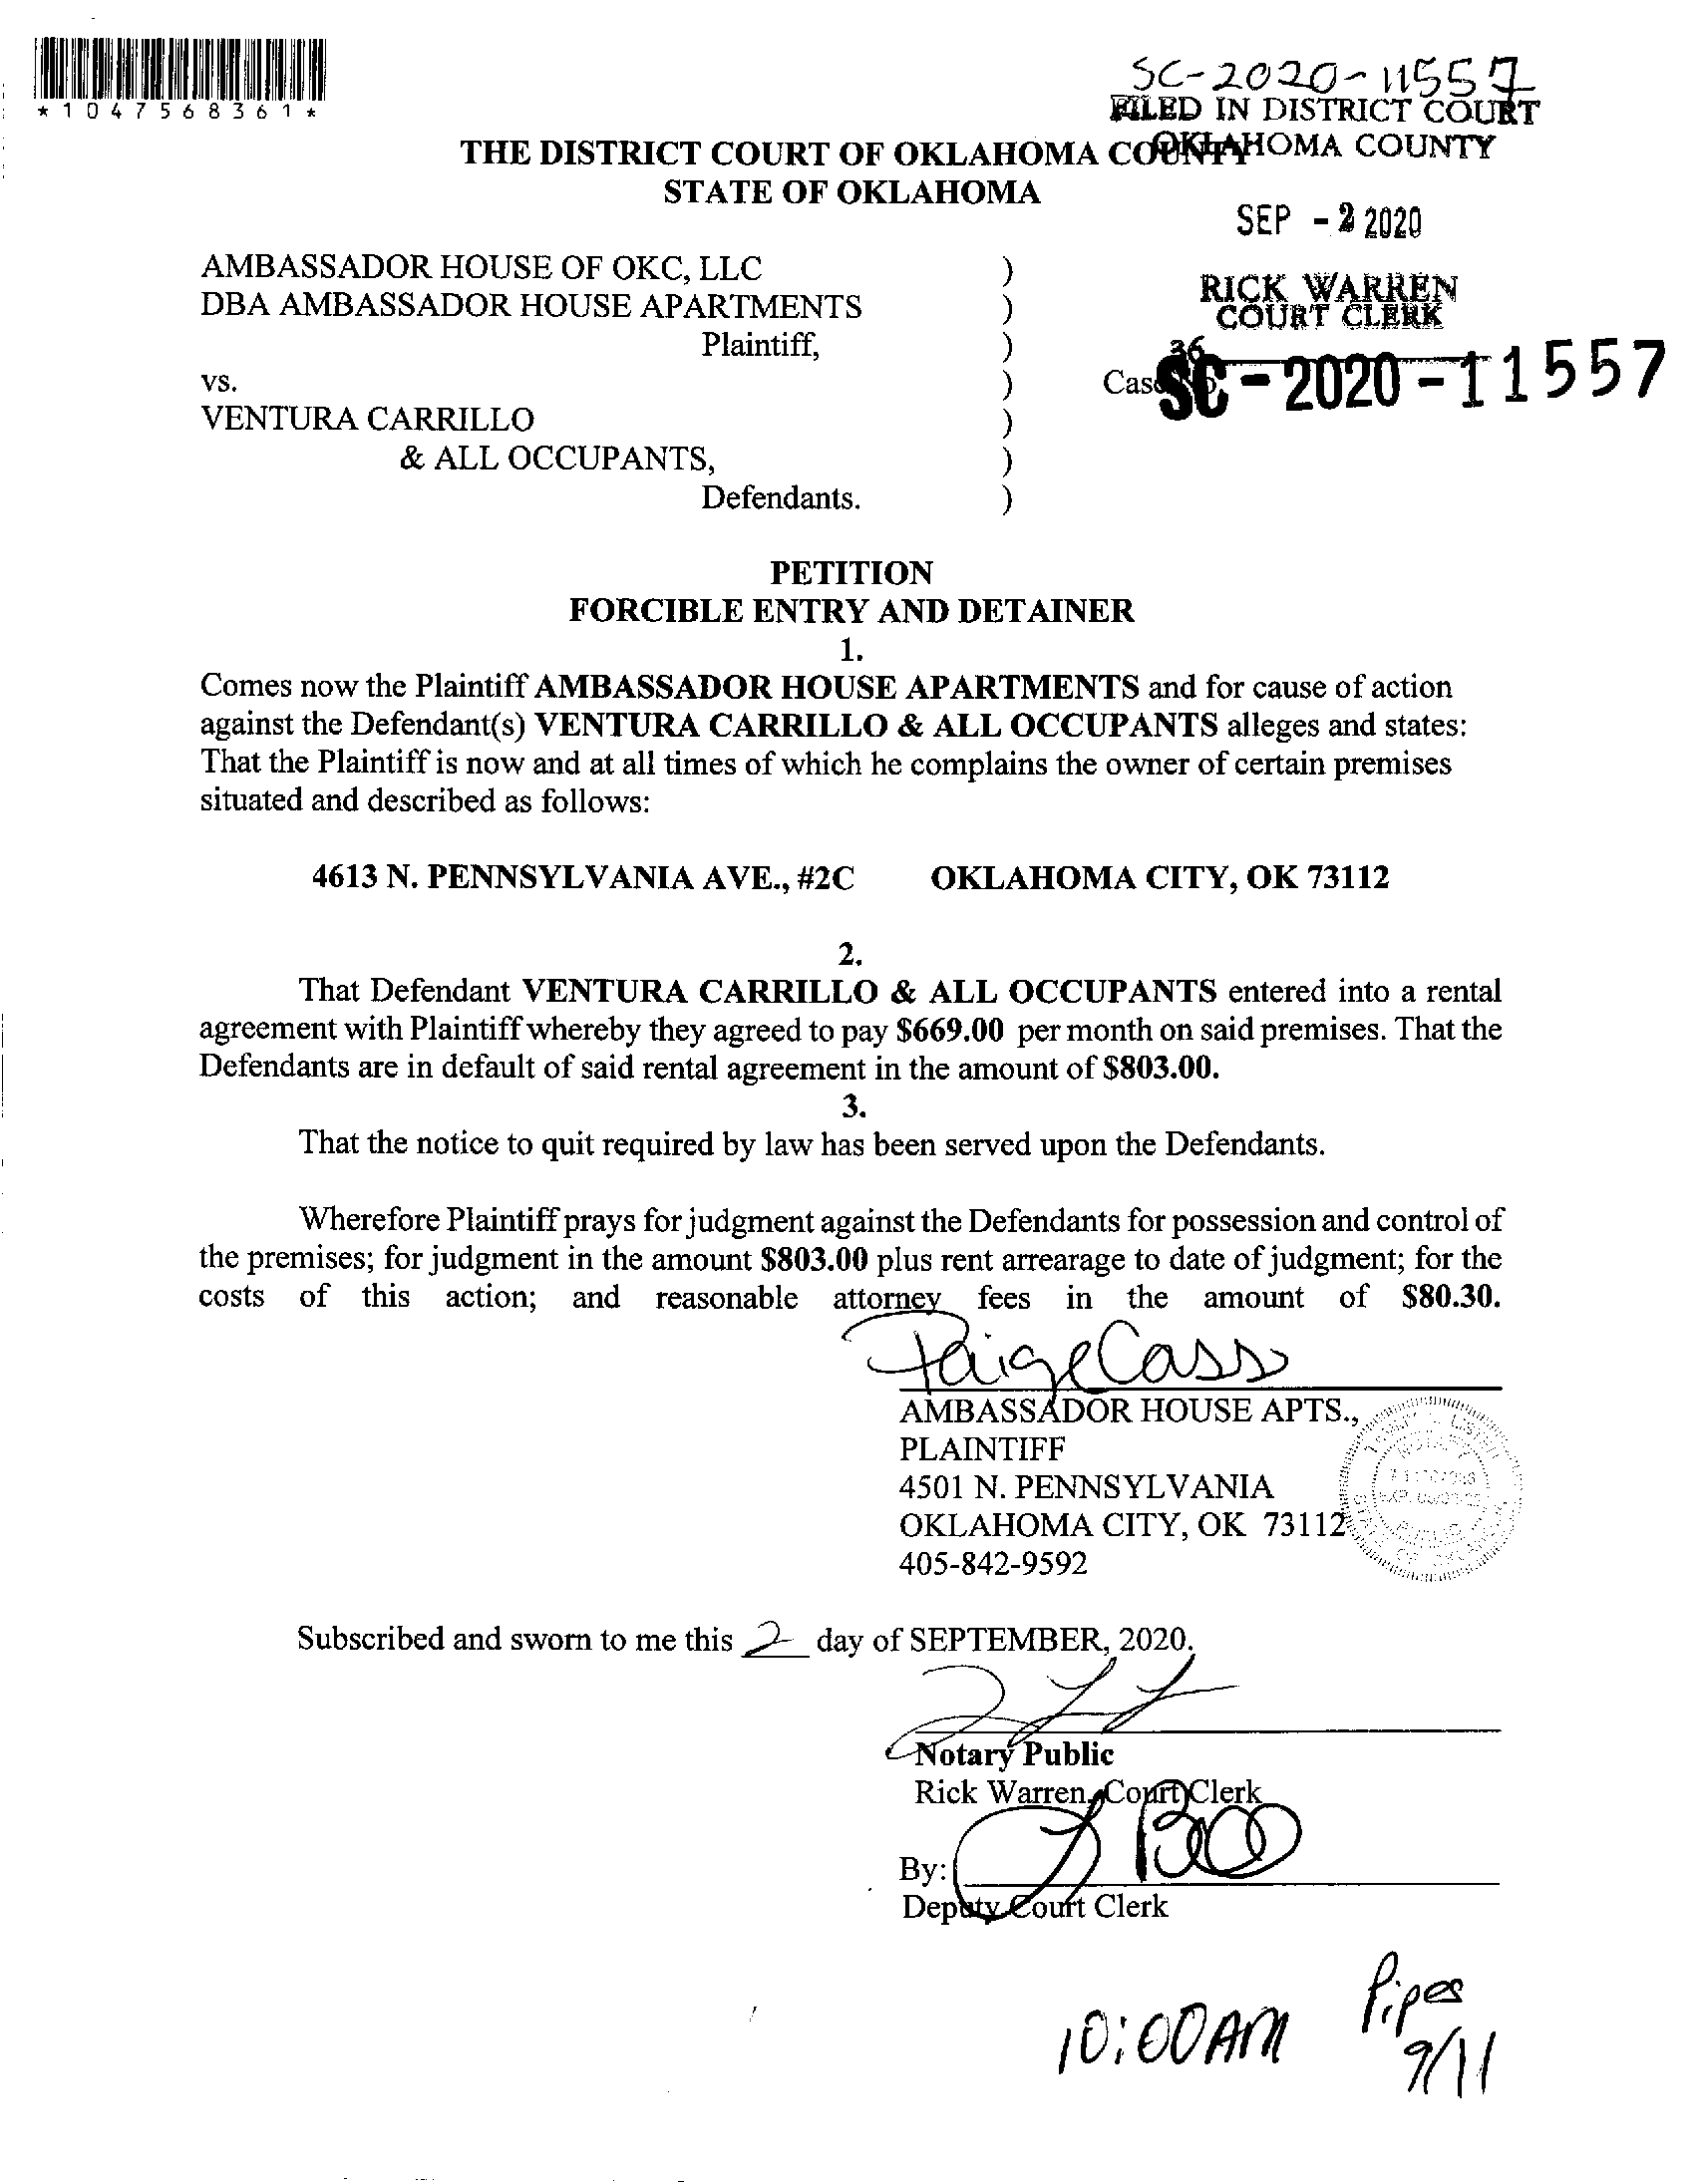 *1047568361*
SC-2020-11557
FILED IN DISTRICT COURT
OKLAHOMA COUNTY
THE DISTRICT COURT OF OKLAHOMA COUNTY
STATE OF OKLAHOMA
SEP - 2 2020
AMBASSADOR HOUSE OF OKC, LLC )
DBA AMBASSADOR HOUSE APARTMENTS )
RICK WARREN
COURT CLERK
Plaintiff, )
36
vs. ) Case No. SC-2020-11557
VENTURA CARRILLO )
& ALL OCCUPANTS, )
Defendants. )
PETITION
FORCIBLE ENTRY AND DETAINER
1.
Comes now the Plaintiff AMBASSADOR HOUSE APARTMENTS and for cause of action
against the Defendant(s) VENTURA CARRILLO & ALL OCCUPANTS alleges and states:
That the Plaintiff is now and at all times of which he complains the owner of certain premises
situated and described as follows:
4613 N. PENNSYLVANIA AVE., #2C OKLAHOMA CITY, OK 73112
2.
That Defendant VENTURA CARRILLO & ALL OCCUPANTS entered into a rental
agreement with Plaintiff whereby they agreed to pay $669.00 per month on said premises. That the
Defendants are in default of said rental agreement in the amount of $803.00.
3.
That the notice to quit required by law has been served upon the Defendants.
Wherefore Plaintiff prays for judgment against the Defendants for possession and control of
the premises; for judgment in the amount $803.00 plus rent arrearage to date of judgment; for the
costs of this action; and reasonable attorney fees in the amount of $80.30.
Paige Cass
AMBASSADOR HOUSE APTS.,
PLAINTIFF
4501 N. PENNSYLVANIA
OKLAHOMA CITY, OK 73112
405-842-9592
Subscribed and sworn to me this 2 day of SEPTEMBER, 2020.
Notary Public
Rick Warren, Court Clerk
By:
Deputy Court Clerk
10:00AM
Pipes
9/11